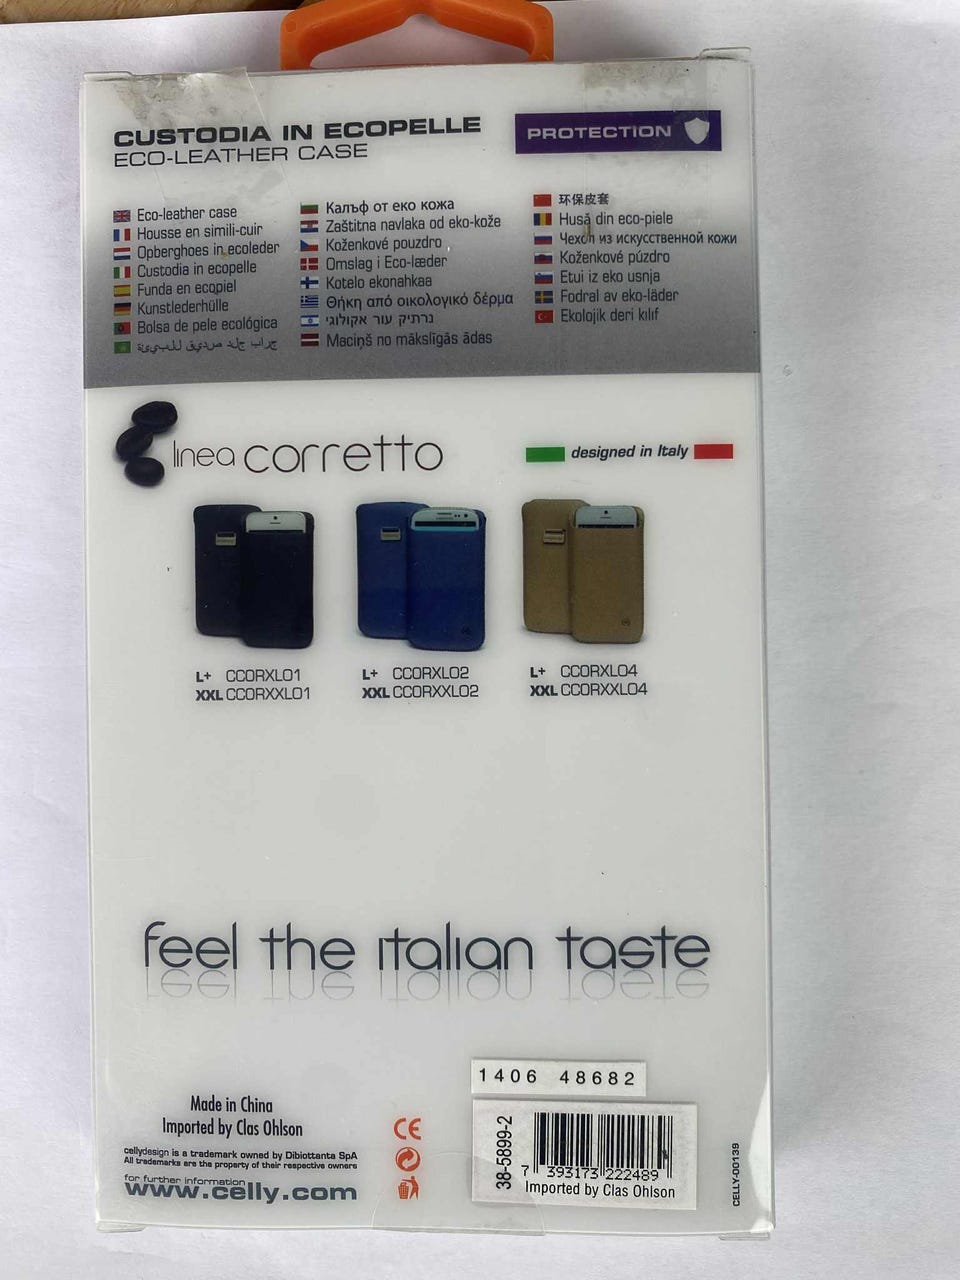 CUSTODIA IN ECOPELLE
ECO-LEATHER CASE
PROTECTION
Eco-leather case
Housse en simili-cuir
Opberghoes in ecoleder
Custodia in ecopelle
Funda en ecopiel
Kunstlederhülle
Bolsa de pele ecológica
Калъф от еко кожа
Zaštitna navlaka od eko-kože
Koženkové pouzdro
Omslag i Eco-læder
Kotelo ekonahkaa
Θήκη από οικολογικό δέρμα
נרתיק עור אקולוגי
Maciņš no mākslīgās ādas
环保皮套
Husă din eco-piele
Чехол из искусственной кожи
Koženkové púzdro
Etui iz eko usnja
Fodral av eko-läder
Ekolojik deri kılıf
linea corretto
designed in Italy
L+ CCORXL01
XXL CCORXXL01
L+ CCORXL02
XXL CCORXXL02
L+ CCORXL04
XXL CCORXXL04
feel the italian taste
1406 48682
Made in China
Imported by Clas Ohlson
cellydesign is a trademark owned by Dibiottanta SpA
All trademarks are the property of their respective owners
for further information
www.celly.com
CE
38-5899-2
7 393173 222489
Imported by Clas Ohlson
CELLY-00139